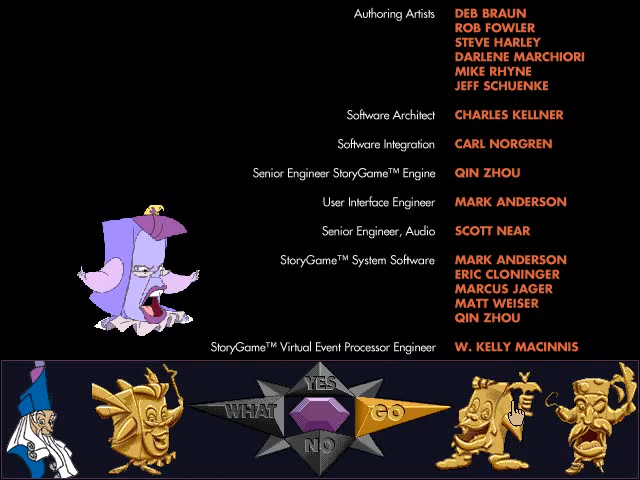 Authoring Artists DEB BRAUN
ROB FOWLER
STEVE HARLEY
DARLENE MARCHIORI
MIKE RHYNE
JEFF SCHUENKE
Software Architect CHARLES KELLNER
Software Integration CARL NORGREN
Senior Engineer StoryGame™ Engine QIN ZHOU
User Interface Engineer MARK ANDERSON
Senior Engineer, Audio SCOTT NEAR
StoryGame™ System Software MARK ANDERSON
ERIC CLONINGER
MARCUS JAGER
MATT WEISER
QIN ZHOU
StoryGame™ Virtual Event Processor Engineer W. KELLY MACINNIS
YES
WHAT GO
NO